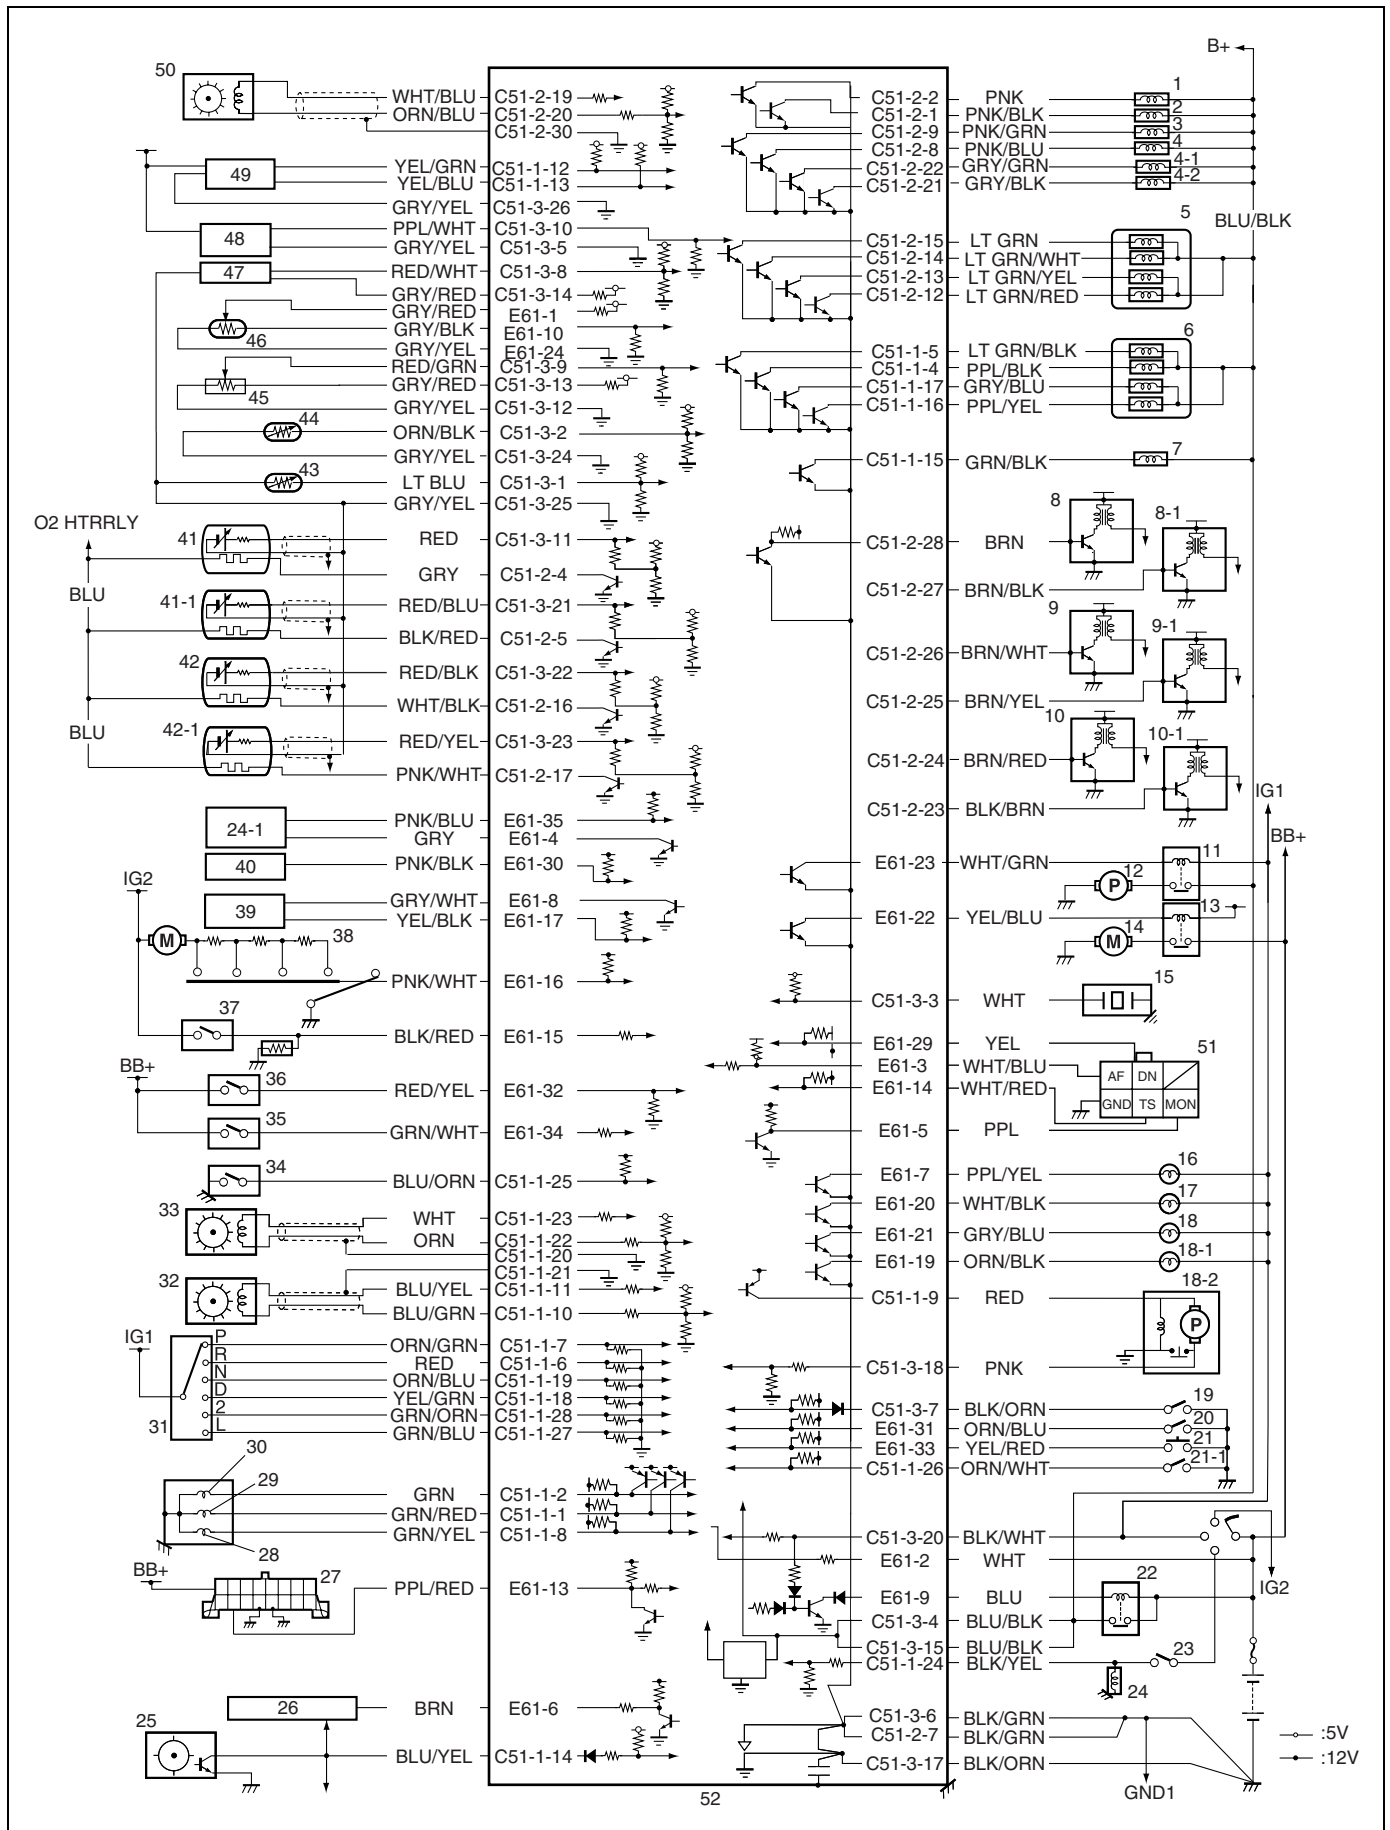 B+
50
WHT/BLU C51-2-19
ORN/BLU C51-2-20
C51-2-30
49
YEL/GRN C51-1-12
YEL/BLU C51-1-13
GRY/YEL C51-3-26
48
PPL/WHT C51-3-10
GRY/YEL C51-3-5
47
RED/WHT C51-3-8
GRY/RED C51-3-14
GRY/RED E61-1
46
GRY/BLK E61-10
GRY/YEL E61-24
RED/GRN C51-3-9
45
GRY/RED C51-3-13
GRY/YEL C51-3-12
44
ORN/BLK C51-3-2
GRY/YEL C51-3-24
43
LT BLU C51-3-1
GRY/YEL C51-3-25
O2 HTRRLY
BLU
41
RED C51-3-11
GRY C51-2-4
41-1
RED/BLU C51-3-21
BLK/RED C51-2-5
42
RED/BLK C51-3-22
WHT/BLK C51-2-16
BLU
42-1
RED/YEL C51-3-23
PNK/WHT C51-2-17
24-1
PNK/BLU E61-35
GRY E61-4
40
PNK/BLK E61-30
IG2
39
GRY/WHT E61-8
YEL/BLK E61-17
M
38
PNK/WHT E61-16
37
BLK/RED E61-15
BB+
36
RED/YEL E61-32
35
GRN/WHT E61-34
34
BLU/ORN C51-1-25
33
WHT C51-1-23
ORN C51-1-22
C51-1-20
C51-1-21
32
BLU/YEL C51-1-11
BLU/GRN C51-1-10
IG1
31
P ORN/GRN C51-1-7
R RED C51-1-6
N ORN/BLU C51-1-19
D YEL/GRN C51-1-18
2 GRN/ORN C51-1-28
L GRN/BLU C51-1-27
30
29
28
GRN C51-1-2
GRN/RED C51-1-1
GRN/YEL C51-1-8
BB+
27
PPL/RED E61-13
26
BRN E61-6
25
BLU/YEL C51-1-14
52
C51-2-2 PNK 1
C51-2-1 PNK/BLK 2
C51-2-9 PNK/GRN 3
C51-2-8 PNK/BLU 4
C51-2-22 GRY/GRN 4-1
C51-2-21 GRY/BLK 4-2
BLU/BLK
5
C51-2-15 LT GRN
C51-2-14 LT GRN/WHT
C51-2-13 LT GRN/YEL
C51-2-12 LT GRN/RED
6
C51-1-5 LT GRN/BLK
C51-1-4 PPL/BLK
C51-1-17 GRY/BLU
C51-1-16 PPL/YEL
C51-1-15 GRN/BLK 7
8
C51-2-28 BRN
8-1
C51-2-27 BRN/BLK
9
C51-2-26 BRN/WHT
9-1
C51-2-25 BRN/YEL
10
C51-2-24 BRN/RED
10-1
C51-2-23 BLK/BRN
IG1
BB+
E61-23 WHT/GRN 11
P 12
E61-22 YEL/BLU 13
M 14
C51-3-3 WHT 15
E61-29 YEL
E61-3 WHT/BLU
E61-14 WHT/RED
E61-5 PPL
51
AF DN
GND TS MON
E61-7 PPL/YEL 16
E61-20 WHT/BLK 17
E61-21 GRY/BLU 18
E61-19 ORN/BLK 18-1
C51-1-9 RED 18-2
P
C51-3-18 PNK
C51-3-7 BLK/ORN 19
E61-31 ORN/BLU 20
E61-33 YEL/RED 21
C51-1-26 ORN/WHT 21-1
C51-3-20 BLK/WHT
E61-2 WHT
IG2
E61-9 BLU 22
C51-3-4 BLU/BLK
C51-3-15 BLU/BLK
C51-1-24 BLK/YEL 23
24
C51-3-6 BLK/GRN
C51-2-7 BLK/GRN
C51-3-17 BLK/ORN
GND1
:5V
:12V